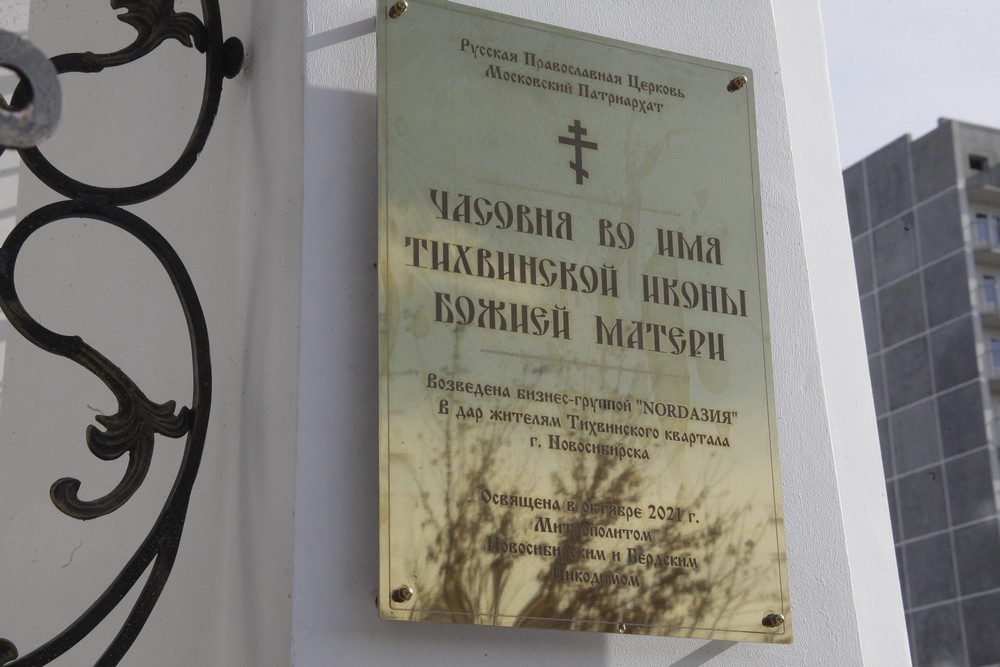 Русская Православная Церковь
Московский Патриархат
ЧАСОВНЯ ВО ИМЯ
ТИХВИНСКОЙ ИКОНЫ
БОЖИЕЙ МАТЕРИ
Возведена бизнес-группой "NORDАЗИЯ"
В дар жителям Тихвинского квартала
г. Новосибирска
Освящена в октябре 2021 г.
Митрополитом
Новосибирским и Бердским
Никодимом